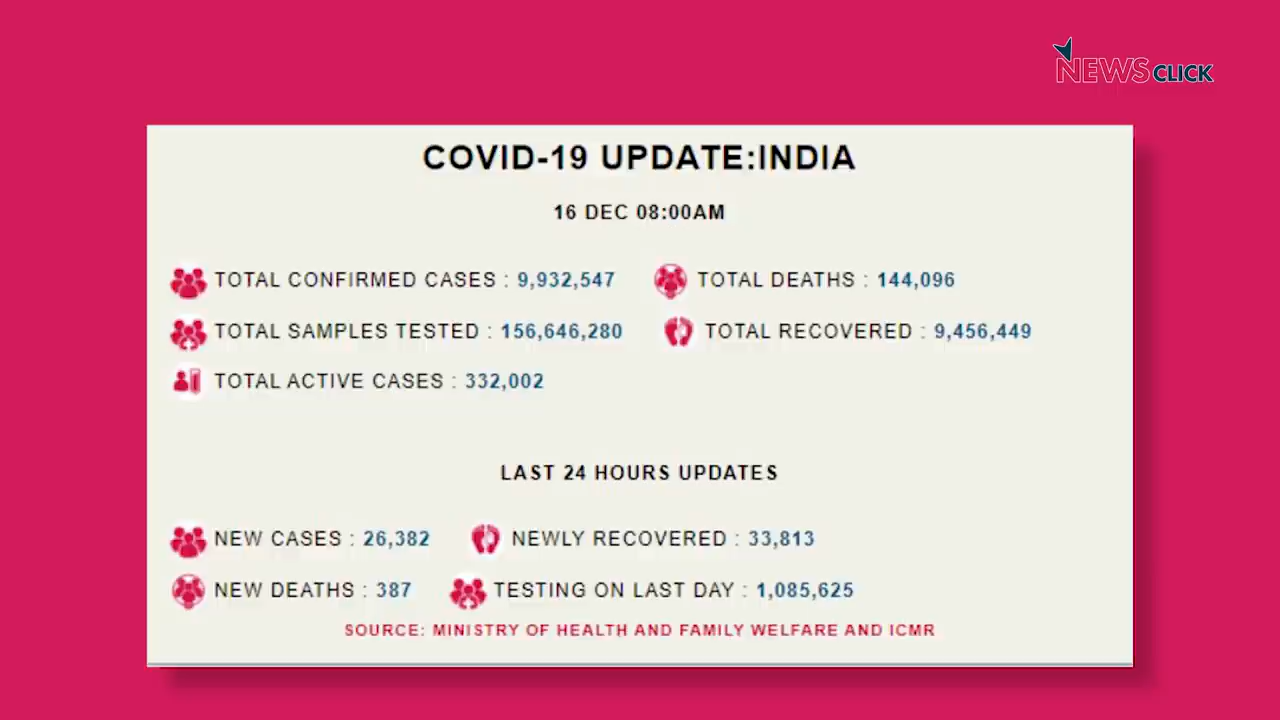 NEWSCLICK
COVID-19 UPDATE:INDIA
16 DEC 08:00AM
TOTAL CONFIRMED CASES : 9,932,547 TOTAL DEATHS : 144,096
TOTAL SAMPLES TESTED : 156,646,280 TOTAL RECOVERED : 9,456,449
TOTAL ACTIVE CASES : 332,002
LAST 24 HOURS UPDATES
NEW CASES : 26,382 NEWLY RECOVERED : 33,813
NEW DEATHS : 387 TESTING ON LAST DAY : 1,085,625
SOURCE: MINISTRY OF HEALTH AND FAMILY WELFARE AND ICMR